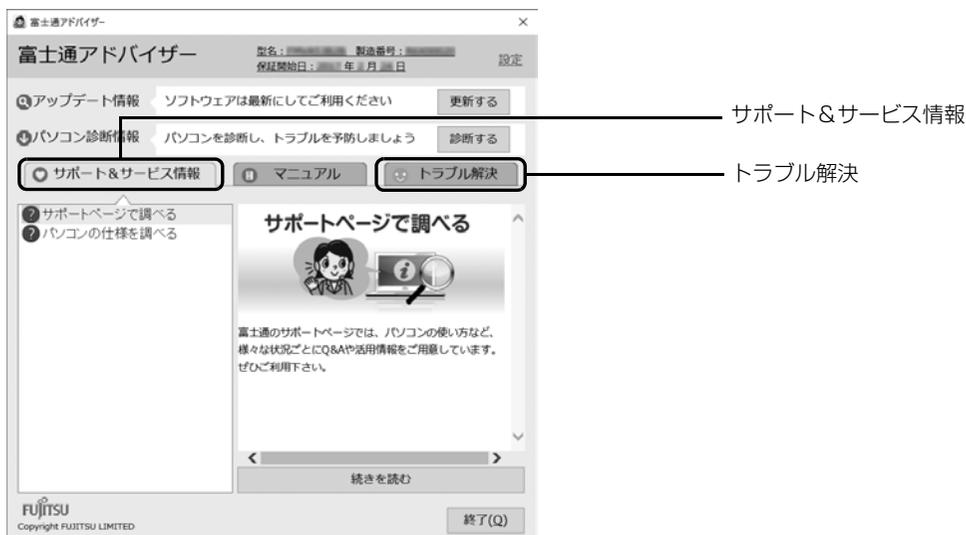 富士通アドバイザー
富士通アドバイザー
型名： 製造番号：
保証開始日： 年 月 日
設定
アップデート情報 ソフトウェアは最新にしてご利用ください 更新する
パソコン診断情報 パソコンを診断し、トラブルを予防しましょう 診断する
サポート&サービス情報 マニュアル トラブル解決
サポート＆サービス情報
トラブル解決
サポートページで調べる
パソコンの仕様を調べる
サポートページで調べる
富士通のサポートページでは、パソコンの使い方など、
様々な状況ごとにQ&Aや活用情報をご用意しています。
ぜひご利用下さい。
続きを読む
FUJITSU
Copyright FUJITSU LIMITED
終了(Q)